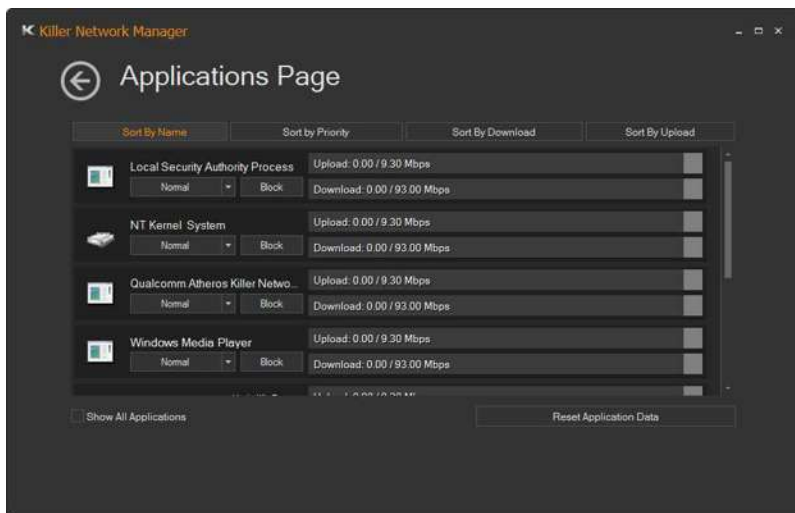 Killer Network Manager
Applications Page
Sort By Name Sort by Priority Sort By Download Sort By Upload
Local Security Authority Process Upload: 0.00 / 9.30 Mbps
Normal Block Download: 0.00 / 93.00 Mbps
NT Kernel System Upload: 0.00 / 9.30 Mbps
Normal Block Download: 0.00 / 93.00 Mbps
Qualcomm Atheros Killer Netwo... Upload: 0.00 / 9.30 Mbps
Normal Block Download: 0.00 / 93.00 Mbps
Windows Media Player Upload: 0.00 / 9.30 Mbps
Normal Block Download: 0.00 / 93.00 Mbps
Show All Applications Reset Application Data